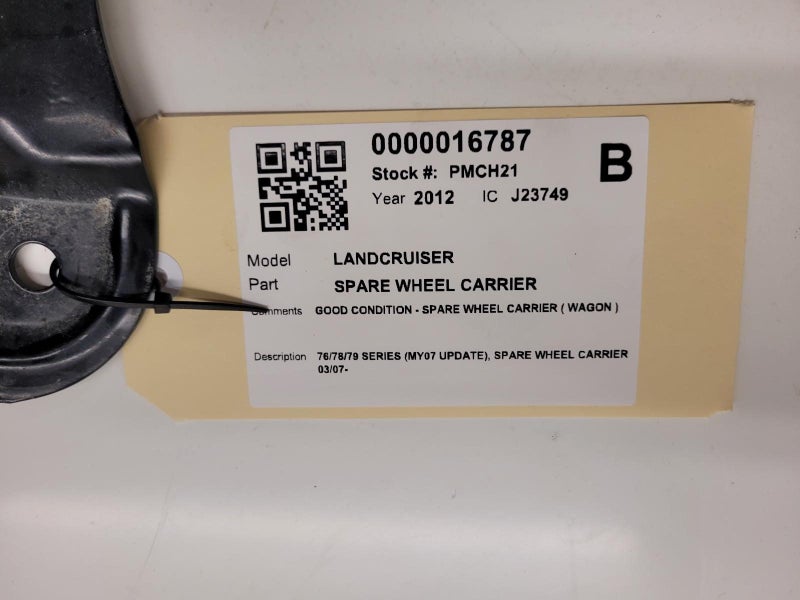 0000016787
B
Stock #: PMCH21
Year 2012 IC J23749
Model LANDCRUISER
Part SPARE WHEEL CARRIER
Comments GOOD CONDITION - SPARE WHEEL CARRIER ( WAGON )
Description 76/78/79 SERIES (MY07 UPDATE), SPARE WHEEL CARRIER
03/07-